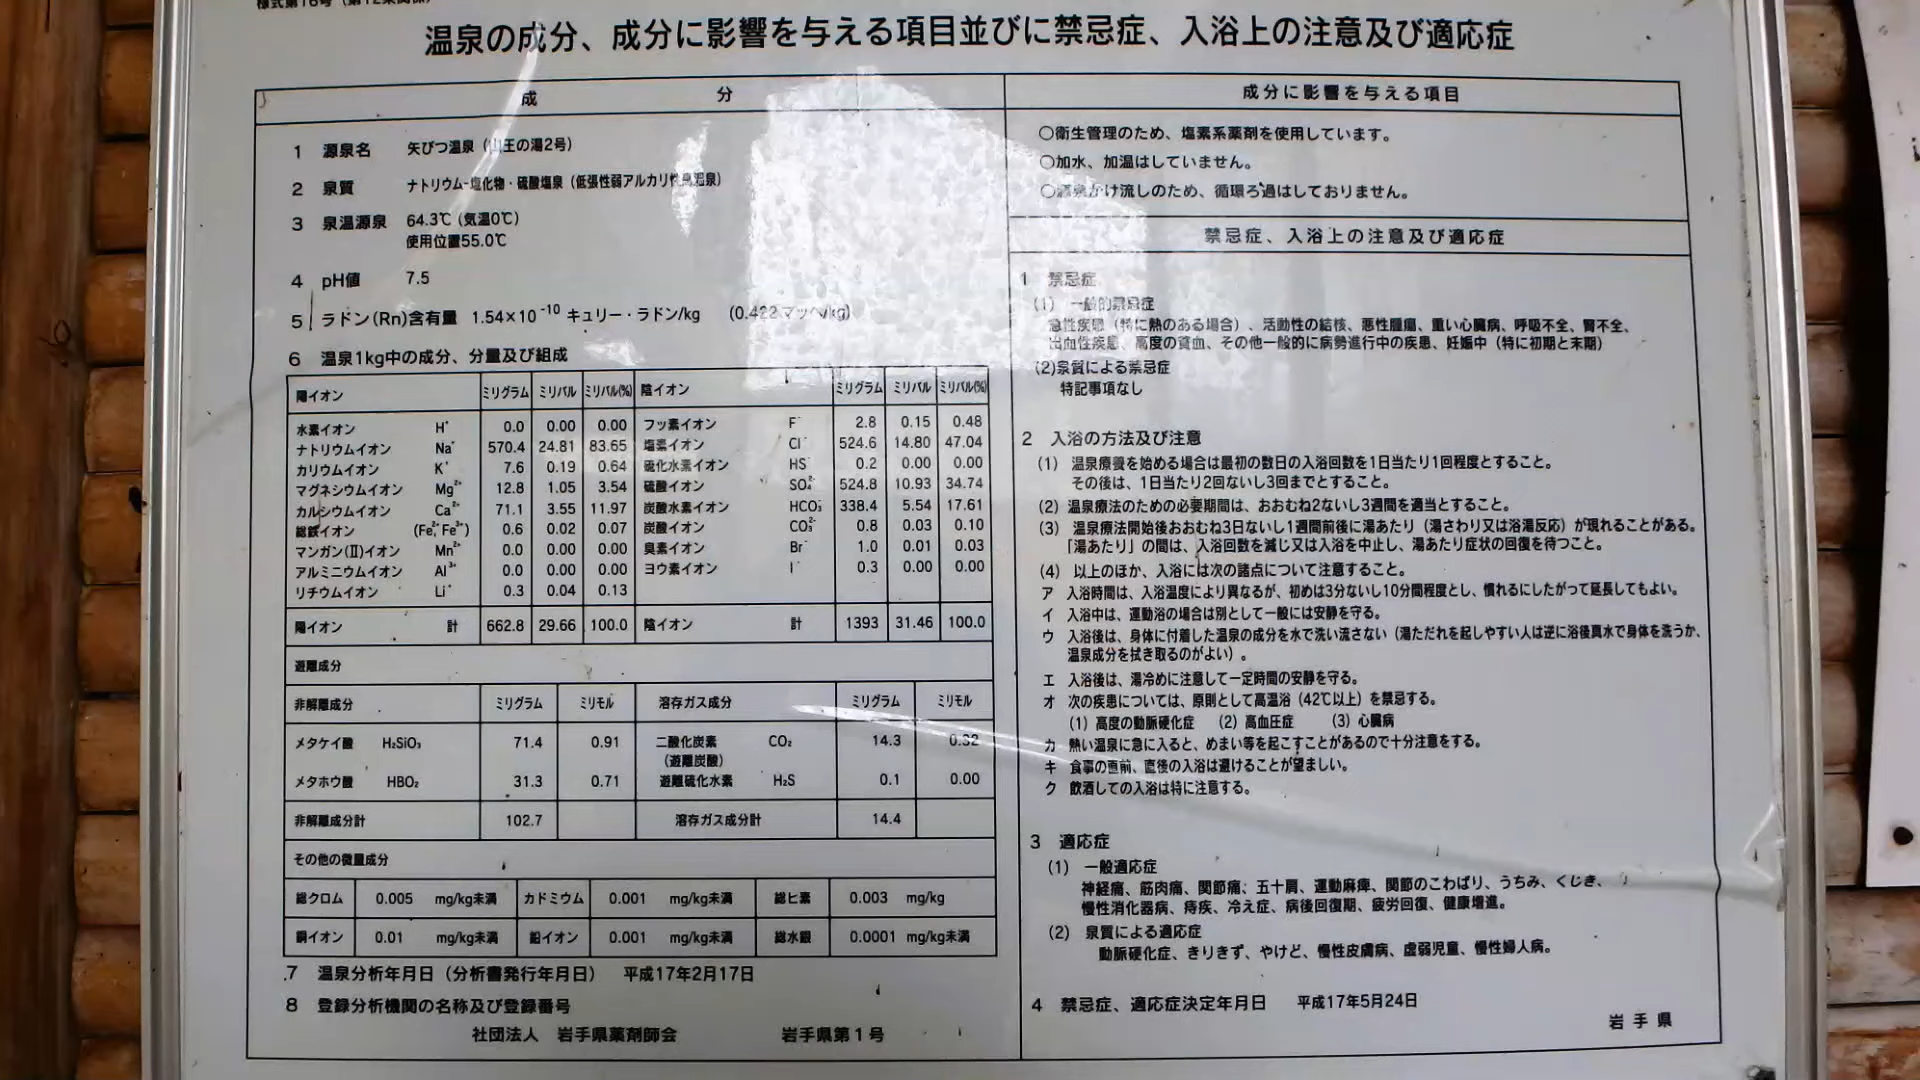 様式第16号（第12条関係）
温泉の成分、成分に影響を与える項目並びに禁忌症、入浴上の注意及び適応症
成 分
1 源泉名 矢びつ温泉（山王の湯2号）
2 泉質 ナトリウム-塩化物・硫酸塩泉（低張性弱アルカリ性高温泉）
3 泉温源泉 64.3℃（気温0℃）
使用位置55.0℃
4 pH値 7.5
5 ラドン(Rn)含有量 1.54×10⁻¹⁰ キュリー・ラドン/kg （0.422マッヘ/kg）
6 温泉1kg中の成分、分量及び組成
陽イオン ミリグラム ミリバル ミリバル(%) 陰イオン ミリグラム ミリバル ミリバル(%)
水素イオン H⁺ 0.0 0.00 0.00 フッ素イオン F⁻ 2.8 0.15 0.48
ナトリウムイオン Na⁺ 570.4 24.81 83.65 塩素イオン Cl⁻ 524.6 14.80 47.04
カリウムイオン K⁺ 7.6 0.19 0.64 硫化水素イオン HS⁻ 0.2 0.00 0.00
マグネシウムイオン Mg²⁺ 12.8 1.05 3.54 硫酸イオン SO₄²⁻ 524.8 10.93 34.74
カルシウムイオン Ca²⁺ 71.1 3.55 11.97 炭酸水素イオン HCO₃⁻ 338.4 5.54 17.61
総鉄イオン (Fe²⁺,Fe³⁺) 0.6 0.02 0.07 炭酸イオン CO₃²⁻ 0.8 0.03 0.10
マンガン(Ⅱ)イオン Mn²⁺ 0.0 0.00 0.00 臭素イオン Br⁻ 1.0 0.01 0.03
アルミニウムイオン Al³⁺ 0.0 0.00 0.00 ヨウ素イオン I⁻ 0.3 0.00 0.00
リチウムイオン Li⁺ 0.3 0.04 0.13
陽イオン 計 662.8 29.66 100.0 陰イオン 計 1393 31.46 100.0
遊離成分
非解離成分 ミリグラム ミリモル 溶存ガス成分 ミリグラム ミリモル
メタケイ酸 H₂SiO₃ 71.4 0.91 二酸化炭素 CO₂ 14.3 0.32
（遊離炭酸）
メタホウ酸 HBO₂ 31.3 0.71 遊離硫化水素 H₂S 0.1 0.00
非解離成分計 102.7 溶存ガス成分計 14.4
その他の微量成分
総クロム 0.005 mg/kg未満 カドミウム 0.001 mg/kg未満 総ヒ素 0.003 mg/kg
銅イオン 0.01 mg/kg未満 鉛イオン 0.001 mg/kg未満 総水銀 0.0001 mg/kg未満
7 温泉分析年月日（分析書発行年月日） 平成17年2月17日
8 登録分析機関の名称及び登録番号
社団法人 岩手県薬剤師会 岩手県第1号
成分に影響を与える項目
○衛生管理のため、塩素系薬剤を使用しています。
○加水、加温はしていません。
○源泉かけ流しのため、循環ろ過はしておりません。
禁忌症、入浴上の注意及び適応症
1 禁忌症
(1) 一般的禁忌症
急性疾患（特に熱のある場合）、活動性の結核、悪性腫瘍、重い心臓病、呼吸不全、腎不全、
出血性疾患、高度の貧血、その他一般的に病勢進行中の疾患、妊娠中（特に初期と末期）
(2)泉質による禁忌症
特記事項なし
2 入浴の方法及び注意
(1) 温泉療養を始める場合は最初の数日の入浴回数を1日当たり1回程度とすること。
その後は、1日当たり2回ないし3回までとすること。
(2) 温泉療法のための必要期間は、おおむね2ないし3週間を適当とすること。
(3) 温泉療法開始後おおむね3日ないし1週間前後に湯あたり（湯さわり又は浴湯反応）が現れることがある。
「湯あたり」の間は、入浴回数を減じ又は入浴を中止し、湯あたり症状の回復を待つこと。
(4) 以上のほか、入浴には次の諸点について注意すること。
ア 入浴時間は、入浴温度により異なるが、初めは3分ないし10分間程度とし、慣れるにしたがって延長してもよい。
イ 入浴中は、運動浴の場合は別として一般には安静を守る。
ウ 入浴後は、身体に付着した温泉の成分を水で洗い流さない（湯ただれを起しやすい人は逆に浴後真水で身体を洗うか、
温泉成分を拭き取るのがよい）。
エ 入浴後は、湯冷めに注意して一定時間の安静を守る。
オ 次の疾患については、原則として高温浴（42℃以上）を禁忌する。
(1) 高度の動脈硬化症 (2) 高血圧症 (3) 心臓病
カ 熱い温泉に急に入ると、めまい等を起こすことがあるので十分注意をする。
キ 食事の直前、直後の入浴は避けることが望ましい。
ク 飲酒しての入浴は特に注意する。
3 適応症
(1) 一般適応症
神経痛、筋肉痛、関節痛、五十肩、運動麻痺、関節のこわばり、うちみ、くじき、
慢性消化器病、痔疾、冷え症、病後回復期、疲労回復、健康増進。
(2) 泉質による適応症
動脈硬化症、きりきず、やけど、慢性皮膚病、虚弱児童、慢性婦人病。
4 禁忌症、適応症決定年月日 平成17年5月24日
岩手県